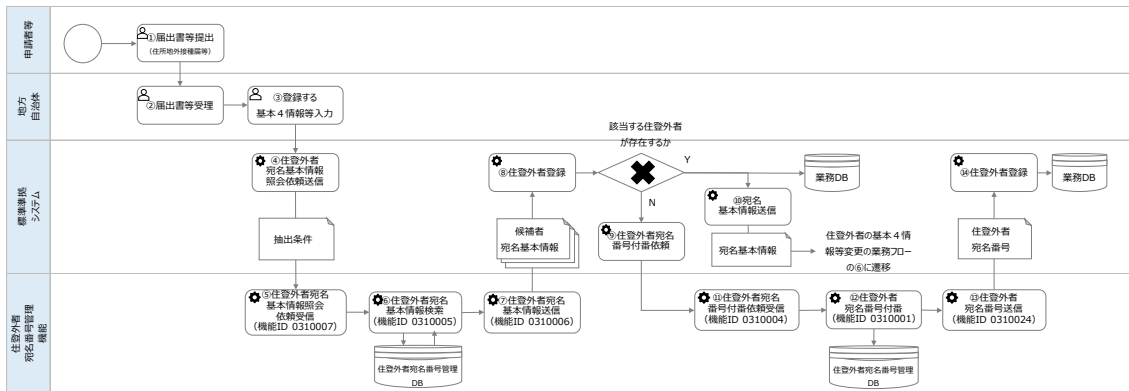 申請者等
①届出書等提出
（住所地外接種届等）
地方
自治体
②届出書等受理
③登録する
基本４情報等入力
標準準拠
システム
④住登外者
宛名基本情報
照会依頼送信
抽出条件
⑧住登外者登録
候補者
宛名基本情報
該当する住登外者
が存在するか
Y
N
業務DB
⑨住登外者宛名
番号付番依頼
⑩宛名
基本情報送信
宛名基本情報
住登外者の基本４情
報等変更の業務フロー
の⑥に遷移
⑭住登外者登録
業務DB
住登外者
宛名番号
住登外者
宛名番号管理
機能
⑤住登外者宛名
基本情報照会
依頼受信
（機能ID 0310007）
⑥住登外者宛名
基本情報検索
（機能ID 0310005）
住登外者宛名番号管理
DB
⑦住登外者宛名
基本情報送信
（機能ID 0310006）
⑪住登外者宛名
番号付番依頼受信
（機能ID 0310004）
⑫住登外者
宛名番号付番
（機能ID 0310001）
住登外者宛名番号管理
DB
⑬住登外者
宛名番号送信
（機能ID 0310024）